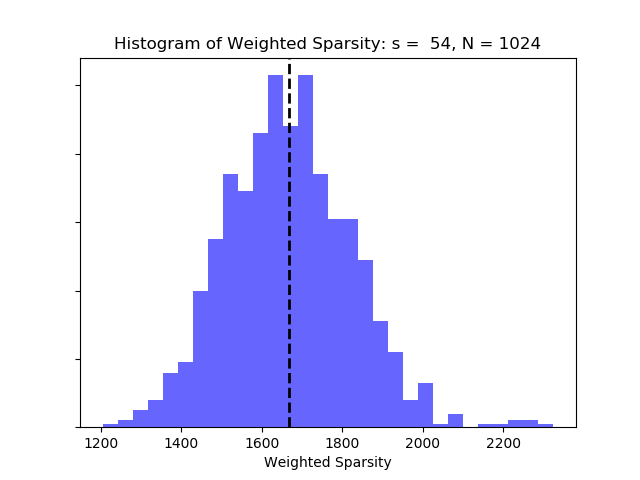 Histogram of Weighted Sparsity: s =  54, N = 1024
1200 1400 1600 1800 2000 2200
Weighted Sparsity